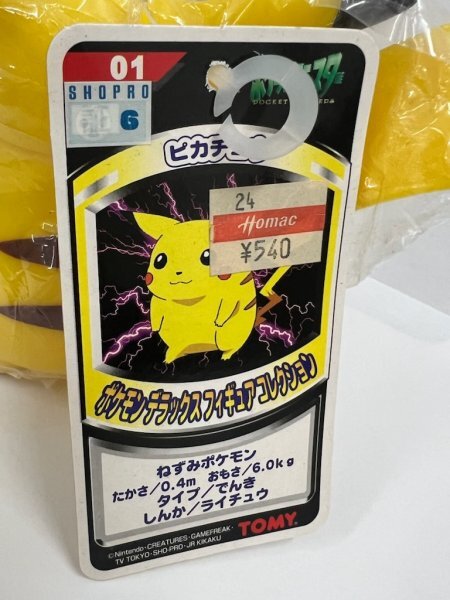 01
SHOPRO
6
POCKET
ピカチ
24
Homac
¥540
ポケモンデラックスフィギュアコレクション
ねずみポケモン
たかさ/0.4m おもさ/6.0kg
タイプ/でんき
しんか/ライチュウ
©Nintendo・CREATURES・GAMEFREAK・
TV TOKYO・SHO-PRO・JR KIKAKU
TOMY